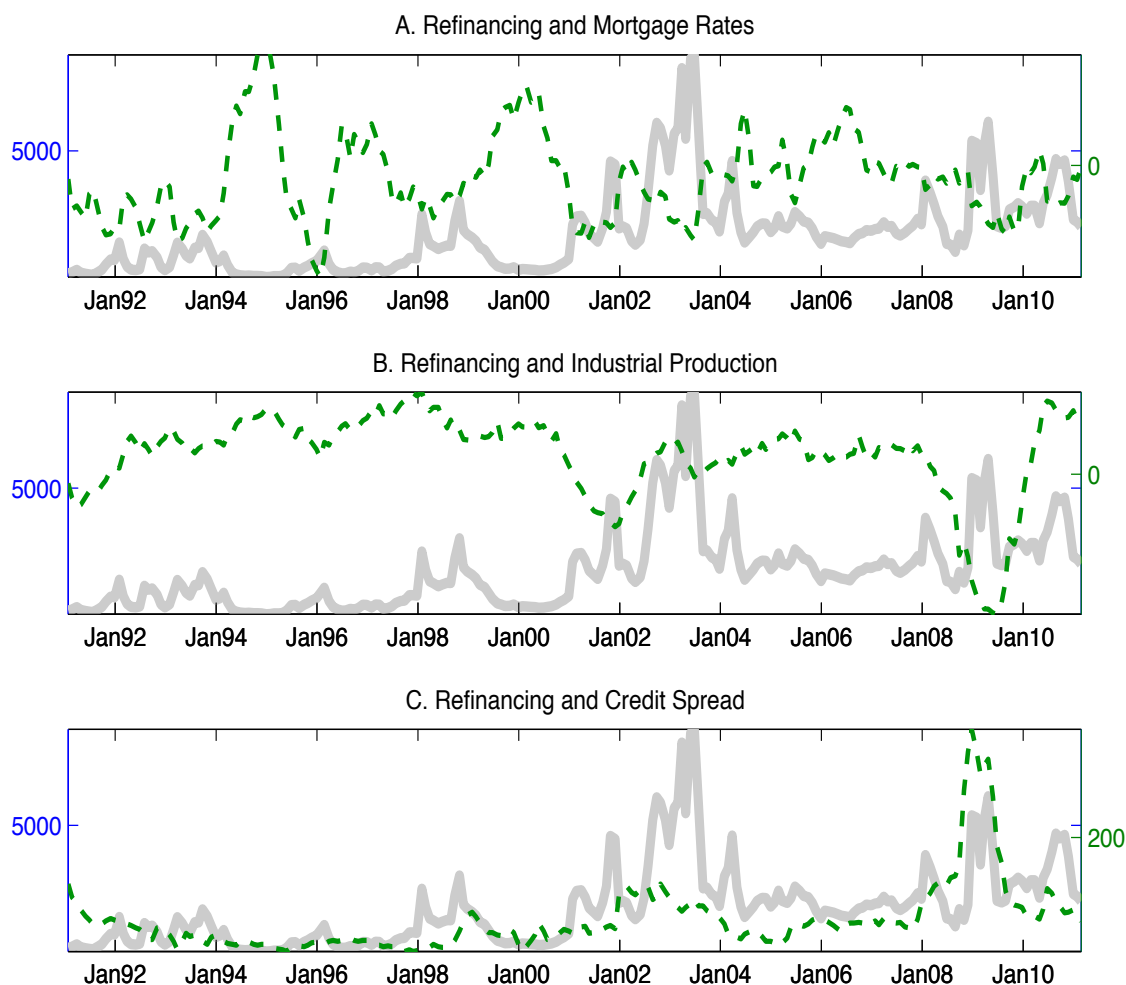 A. Refinancing and Mortgage Rates
5000
0
Jan92 Jan94 Jan96 Jan98 Jan00 Jan02 Jan04 Jan06 Jan08 Jan10
B. Refinancing and Industrial Production
0
5000
Jan92 Jan94 Jan96 Jan98 Jan00 Jan02 Jan04 Jan06 Jan08 Jan10
C. Refinancing and Credit Spread
5000
200
Jan92 Jan94 Jan96 Jan98 Jan00 Jan02 Jan04 Jan06 Jan08 Jan10